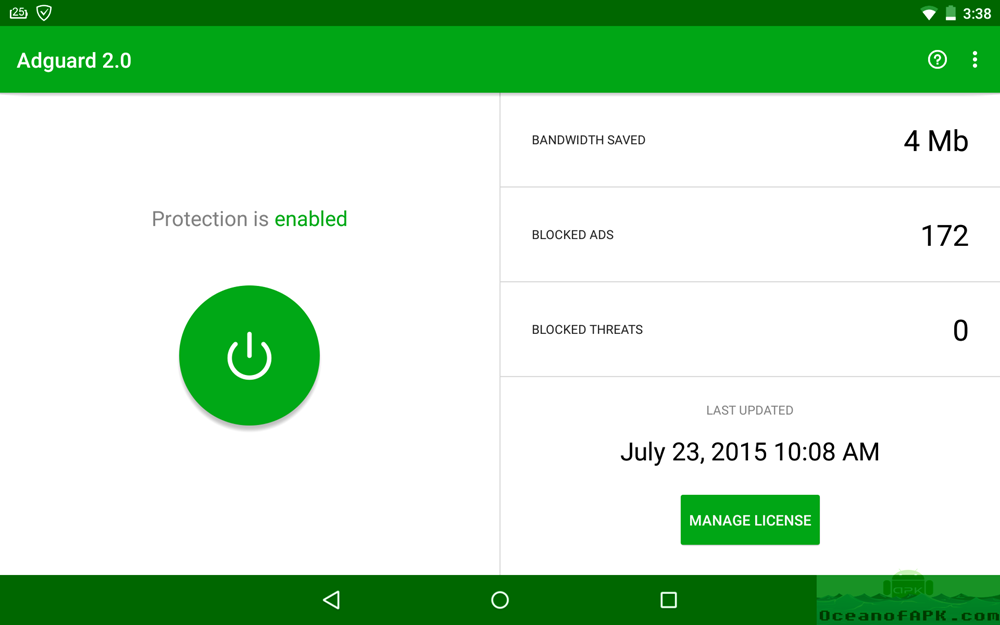 25
3:38
Adguard 2.0
BANDWIDTH SAVED
4 Mb
Protection is enabled
BLOCKED ADS
172
BLOCKED THREATS
0
LAST UPDATED
July 23, 2015 10:08 AM
MANAGE LICENSE
APK
OceanofAPK.com